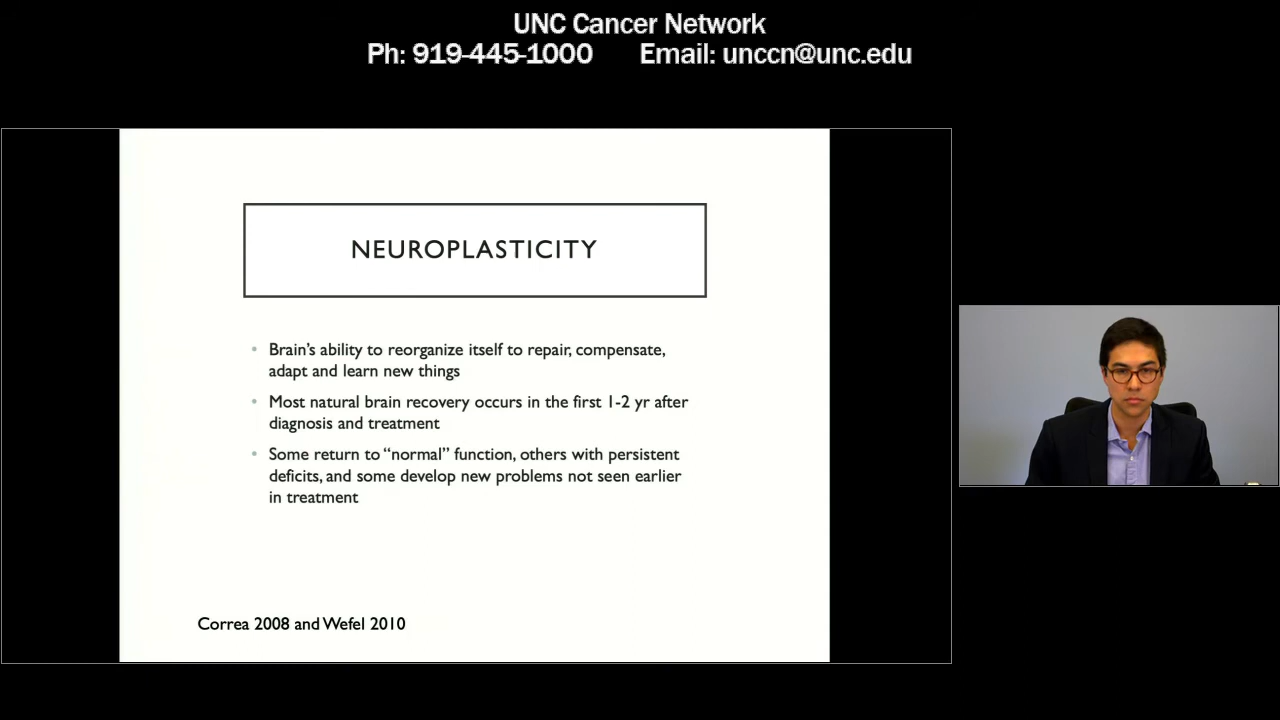 UNC Cancer Network
Ph: 919-445-1000 Email: unccn@unc.edu
NEUROPLASTICITY
• Brain’s ability to reorganize itself to repair, compensate,
adapt and learn new things
• Most natural brain recovery occurs in the first 1-2 yr after
diagnosis and treatment
• Some return to “normal” function, others with persistent
deficits, and some develop new problems not seen earlier
in treatment
Correa 2008 and Wefel 2010